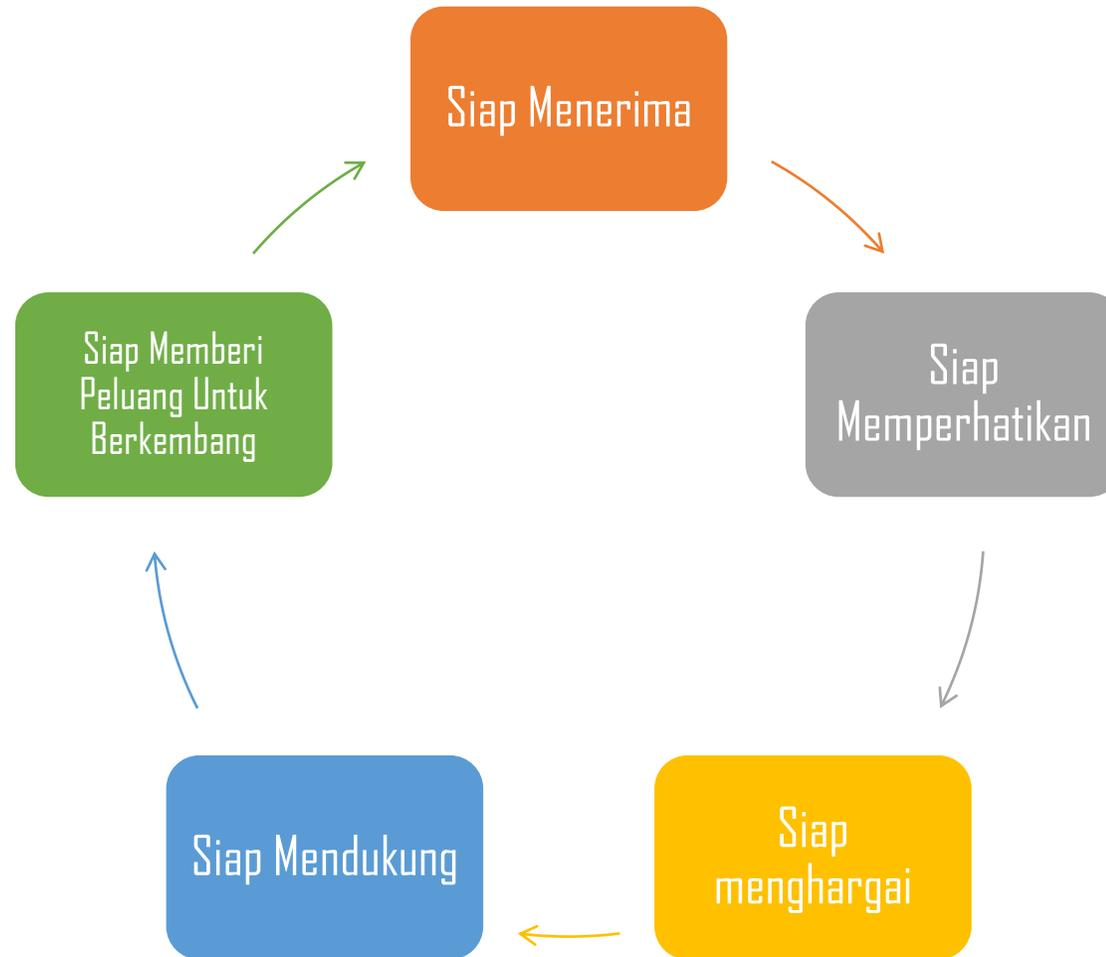 Siap Menerima
Siap
Memperhatikan
Siap
menghargai
Siap Mendukung
Siap Memberi
Peluang Untuk
Berkembang